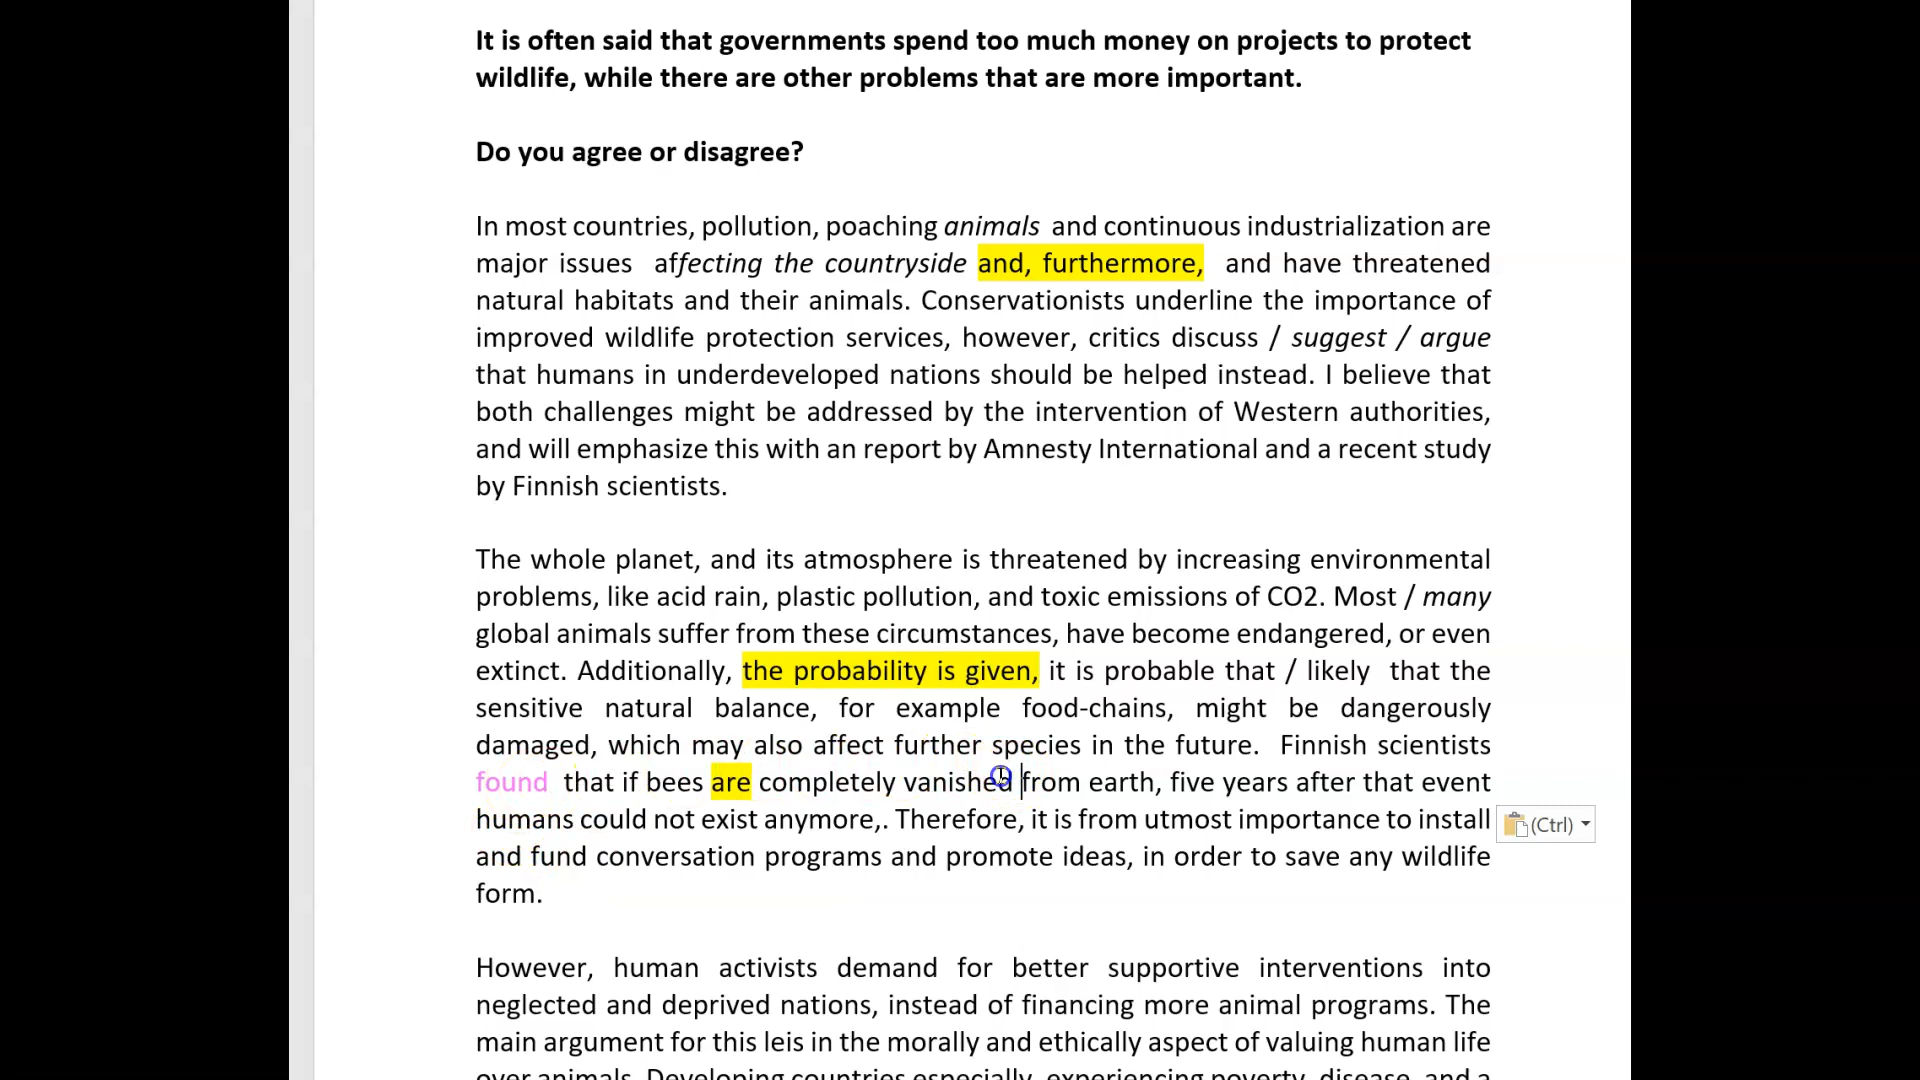 It is often said that governments spend too much money on projects to protect
wildlife, while there are other problems that are more important.
Do you agree or disagree?
In most countries, pollution, poaching animals and continuous industrialization are
major issues affecting the countryside and, furthermore, and have threatened
natural habitats and their animals. Conservationists underline the importance of
improved wildlife protection services, however, critics discuss / suggest / argue
that humans in underdeveloped nations should be helped instead. I believe that
both challenges might be addressed by the intervention of Western authorities,
and will emphasize this with an report by Amnesty International and a recent study
by Finnish scientists.
The whole planet, and its atmosphere is threatened by increasing environmental
problems, like acid rain, plastic pollution, and toxic emissions of CO2. Most / many
global animals suffer from these circumstances, have become endangered, or even
extinct. Additionally, the probability is given, it is probable that / likely that the
sensitive natural balance, for example food-chains, might be dangerously
damaged, which may also affect further species in the future. Finnish scientists
found that if bees are completely vanished from earth, five years after that event
humans could not exist anymore,. Therefore, it is from utmost importance to install
(Ctrl)
and fund conversation programs and promote ideas, in order to save any wildlife
form.
However, human activists demand for better supportive interventions into
neglected and deprived nations, instead of financing more animal programs. The
main argument for this leis in the morally and ethically aspect of valuing human life
over animals. Developing countries especially, experiencing poverty, disease, and a